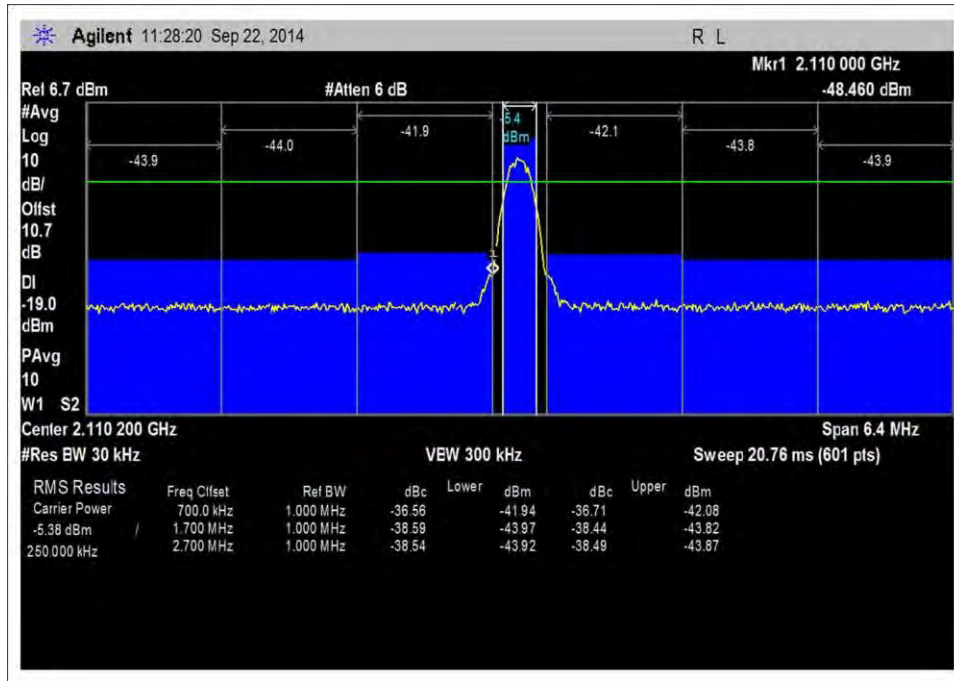 Agilent 11:28:20 Sep 22, 2014 R L
Mkr1 2.110 000 GHz
Rel 6.7 dBm #Atten 6 dB -48.460 dBm
#Avg
Log
10
dB/
Offst
10.7
dB
DI
-19.0
dBm
PAvg
10
W1 S2
-43.9 -44.0 -41.9 -5.4 dBm -42.1 -43.8 -43.9
1
Center 2.110 200 GHz Span 6.4 MHz
#Res BW 30 kHz VBW 300 kHz Sweep 20.76 ms (601 pts)
RMS Results Freq Offset Ref BW dBc Lower dBm dBc Upper dBm
Carrier Power 700.0 kHz 1.000 MHz -36.56 -41.94 -36.71 -42.08
-5.38 dBm / 1.700 MHz 1.000 MHz -38.59 -43.97 -38.44 -43.82
250.000 kHz 2.700 MHz 1.000 MHz -38.54 -43.92 -38.49 -43.87